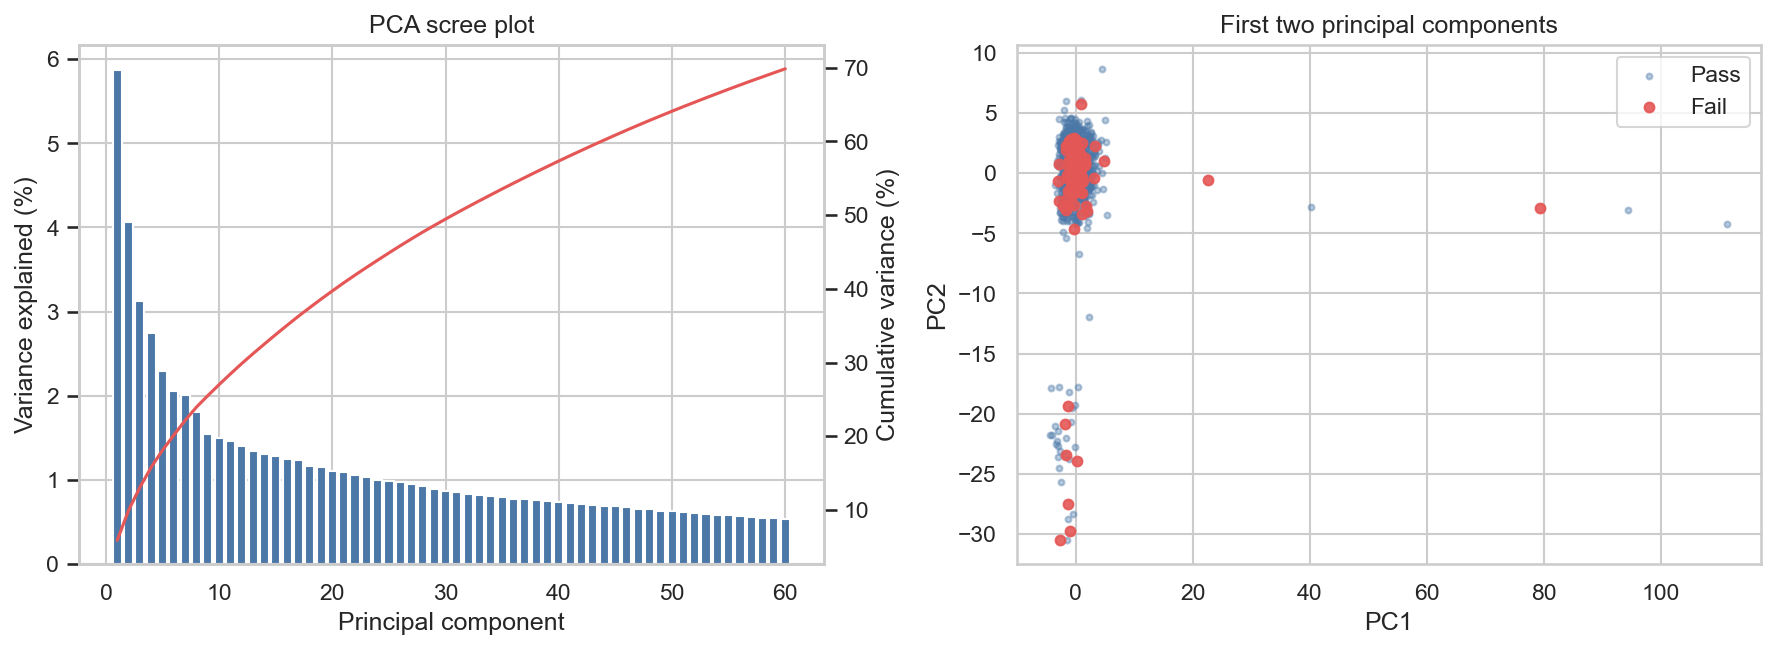 PCA scree plot
Variance explained (%)
6
5
4
3
2
1
0
0 10 20 30 40 50 60
Principal component
70
60
50
40
30
20
10
Cumulative variance (%)
First two principal components
PC2
10
5
0
−5
−10
−15
−20
−25
−30
0 20 40 60 80 100
PC1
Pass
Fail